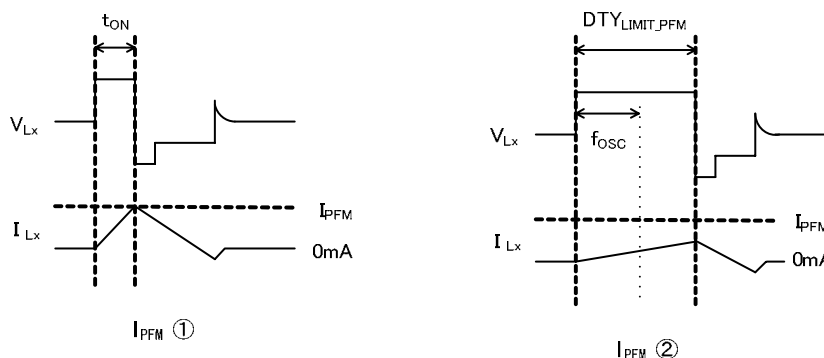 tON
VLx
ILx
IPFM
0mA
IPFM ①
DTYLIMIT_PFM
fOSC
VLx
ILx
IPFM
0mA
IPFM ②